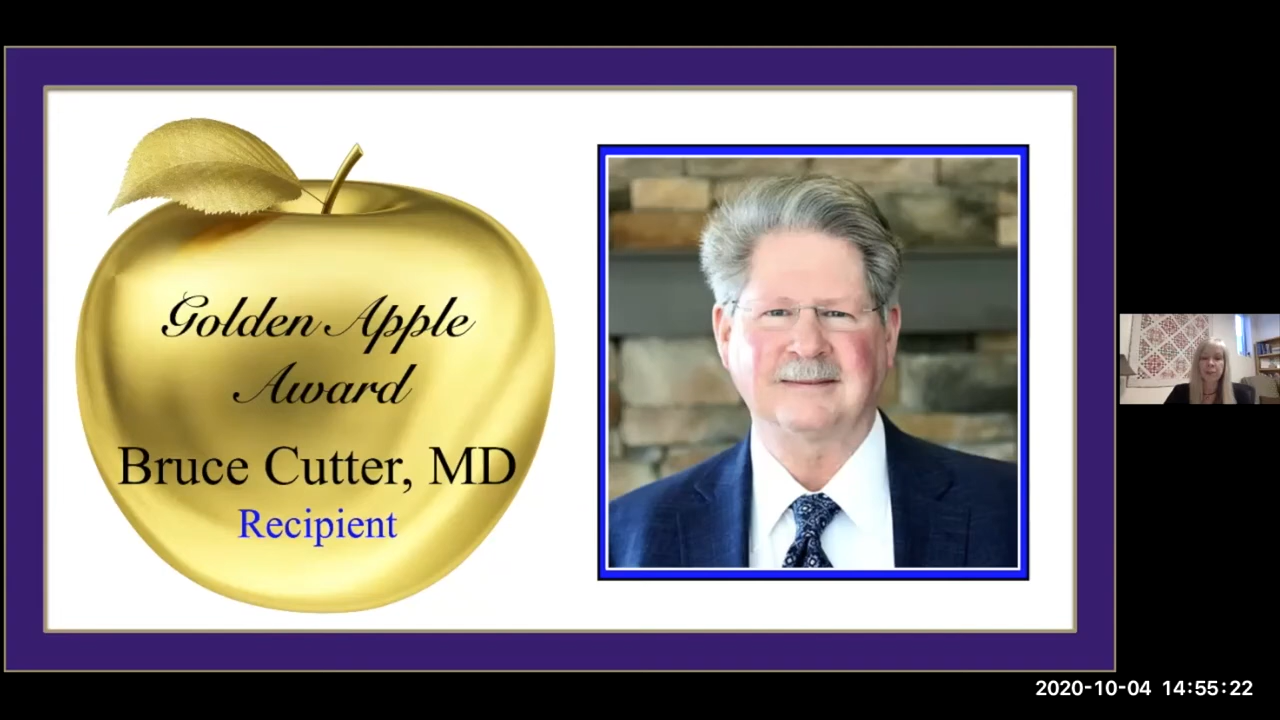 Golden Apple
Award
Bruce Cutter, MD
Recipient
2020-10-04 14:55:22